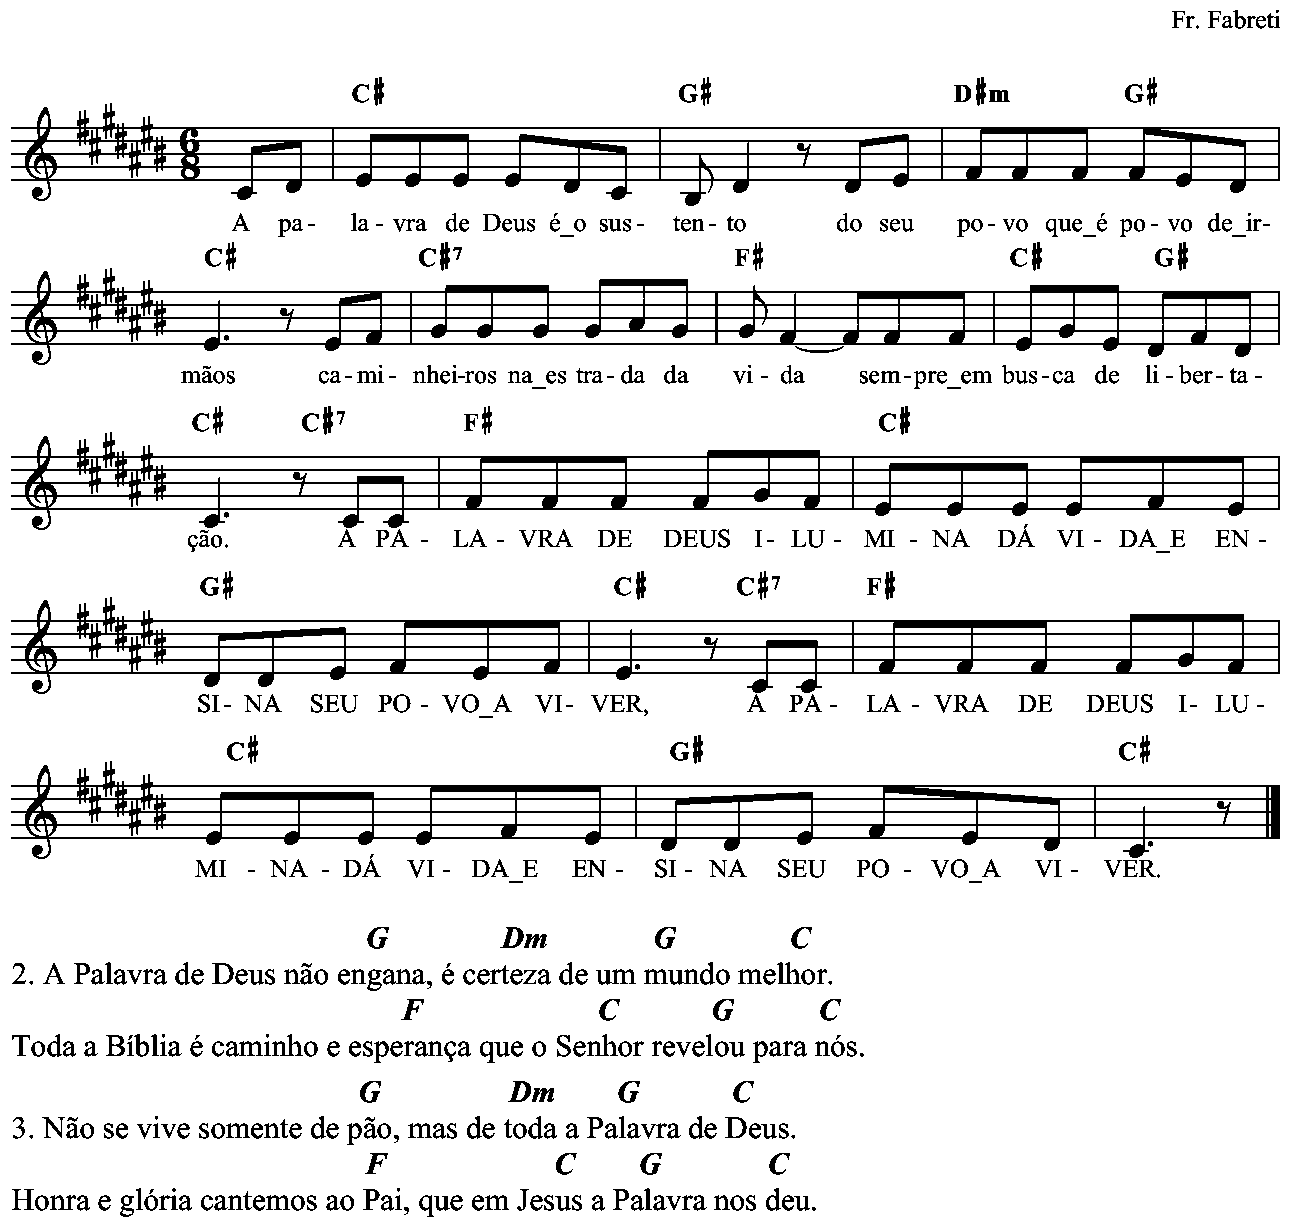 Fr. Fabreti
C♯ G♯ D♯m G♯
6
8
A pa- la-vra de Deus é_o sus- ten-to do seu po-vo que_é po-vo de_ir-
C♯ C♯7 F♯ C♯ G♯
mãos ca-mi-nhei-ros na_es tra-da da vi-da sem-pre_em bus-ca de li-ber-ta-
C♯ C♯7 F♯ C♯
ção. A PA-LA-VRA DE DEUS I-LU-MI-NA DÁ VI-DA_E EN-
G♯ C♯ C♯7 F♯
SI-NA SEU PO-VO_A VI-VER, A PA-LA-VRA DE DEUS I-LU-
C♯ G♯ C♯
MI-NA-DÁ VI-DA_E EN-SI-NA SEU PO-VO_A VI-VER.
G Dm G C
2. A Palavra de Deus não engana, é certeza de um mundo melhor.
F C G C
Toda a Bíblia é caminho e esperança que o Senhor revelou para nós.
G Dm G C
3. Não se vive somente de pão, mas de toda a Palavra de Deus.
F C G C
Honra e glória cantemos ao Pai, que em Jesus a Palavra nos deu.